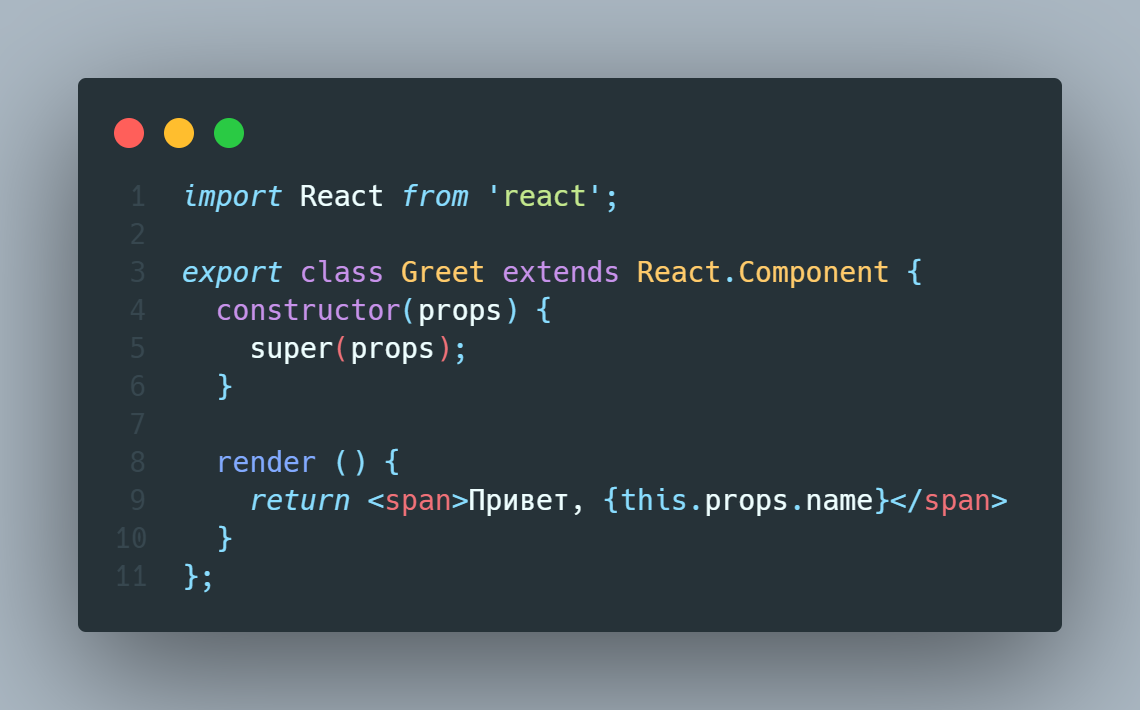 1 import React from 'react';
2
3 export class Greet extends React.Component {
4   constructor(props) {
5     super(props);
6   }
7
8   render () {
9     return <span>Привет, {this.props.name}</span>
10   }
11 };